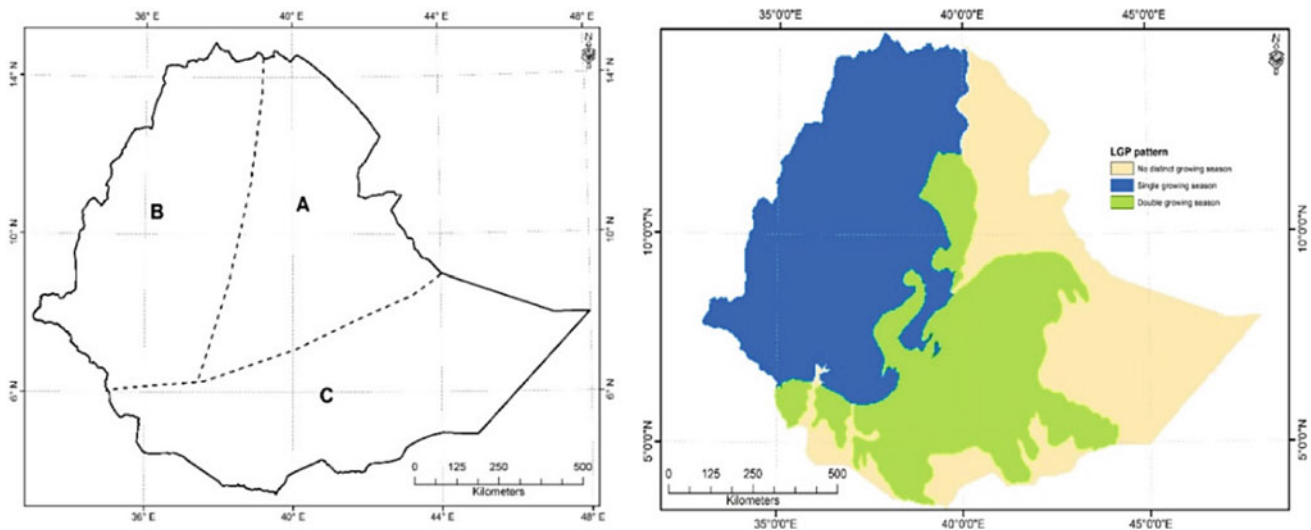 36° E 40° E 44° E 48° E
14° N 14° N
B A
10° N 10° N
6° N 6° N
C
0 125 250 500
Kilometers
36° E 40° E 44° E 48° E
35°0'0"E 40°0'0"E 45°0'0"E
LGP pattern
No distinct growing season
Single growing season
Double growing season
10°0'0"N 10°0'0"N
5°0'0"N 5°0'0"N
0 125 250 500
Kilometers
35°0'0"E 40°0'0"E 45°0'0"E